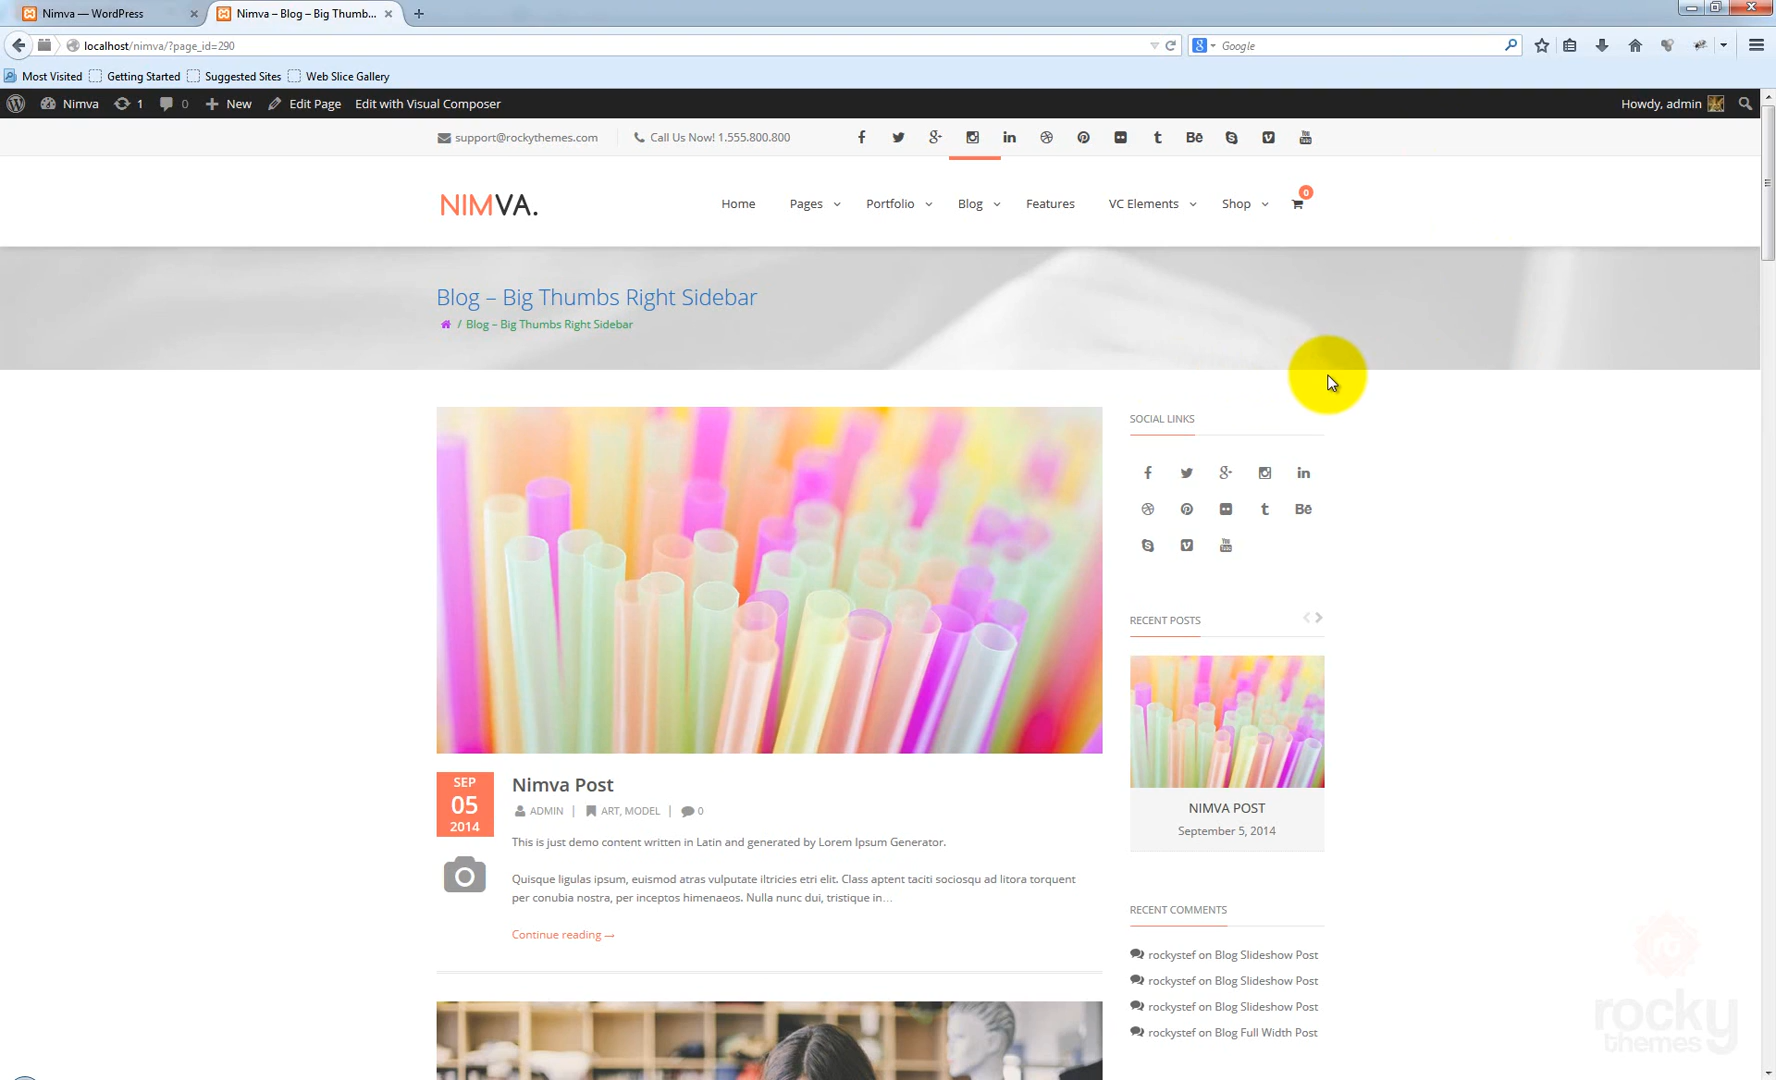 Nimva — WordPress
Nimva – Blog – Big Thumb...
localhost/nimva/?page_id=290
Google
Most Visited
Getting Started
Suggested Sites
Web Slice Gallery
Nimva
1
0
New
Edit Page
Edit with Visual Composer
Howdy, admin
support@rockythemes.com
Call Us Now! 1.555.800.800
NIMVA.
Home
Pages
Portfolio
Blog
Features
VC Elements
Shop
0
Blog – Big Thumbs Right Sidebar
/ Blog – Big Thumbs Right Sidebar
SOCIAL LINKS
RECENT POSTS
NIMVA POST
September 5, 2014
SEP
05
2014
Nimva Post
ADMIN | ART, MODEL | 0
This is just demo content written in Latin and generated by Lorem Ipsum Generator.
Quisque ligulas ipsum, euismod atras vulputate iltricies etri elit. Class aptent taciti sociosqu ad litora torquent
per conubia nostra, per inceptos himenaeos. Nulla nunc dui, tristique in…
Continue reading →
RECENT COMMENTS
rockystef on Blog Slideshow Post
rockystef on Blog Slideshow Post
rockystef on Blog Slideshow Post
rockystef on Blog Full Width Post
rocky
themes